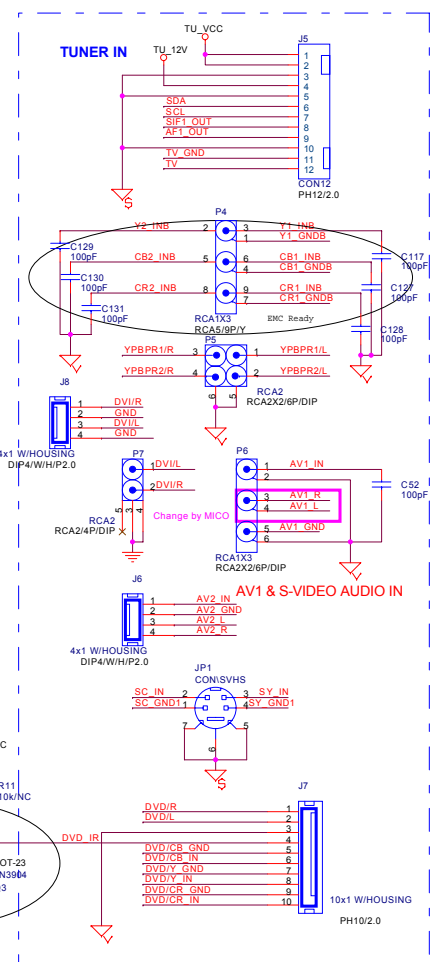 TU_VCC
TUNER IN
TU_12V
J5
1
2
3
4
5
SDA
6
SCL
7
SIF1_OUT
8
AF1_OUT
9
10
TV_GND
11
TV
12
CON12
PH12/2.0
P4
Y2_INB 2 3 Y1_INB
1 Y1_GNDB
C129
100pF
C117
100pF
CB2_INB 5 6 CB1_INB
4 CB1_GNDB
C130
100pF
C127
100pF
CR2_INB 8 9 CR1_INB
7 CR1_GNDB
C131
100pF
C128
100pF
RCA1X3
RCA5/9P/Y
EMC Ready
P5
YPBPR1/R 3 1 YPBPR1/L
YPBPR2/R 4 2 YPBPR2/L
6 5
RCA2
RCA2X2/6P/DIP
J8
1 DVI/R
2 GND
3 DVI/L
4 GND
4x1 W/HOUSING
DIP4/W/H/P2.0
P7
1 DVI/L
2 DVI/R
5 3 4
RCA2
RCA2/4P/DIP
P6
1 AV1_IN
2
3 AV1_R
4 AV1_L
5 AV1_GND
6
C52
100pF
Change by MICO
RCA1X3
RCA2X2/6P/DIP
AV1 & S-VIDEO AUDIO IN
J6
1 AV2_IN
2 AV2_GND
3 AV2_L
4 AV2_R
4x1 W/HOUSING
DIP4/W/H/P2.0
JP1
CON\SVHS
SC_IN 2 3 SY_IN
SC_GND1 1 4 SY_GND1
7 5
6
S
C
R11
10k/NC
J7
DVD/R 1
DVD/L 2
3
DVD_IR 4
DVD/CB_GND 5
DVD/CB_IN 6
DVD/Y_GND 7
DVD/Y_IN 8
DVD/CR_GND 9
DVD/CR_IN 10
10x1 W/HOUSING
PH10/2.0
OT-23
N3904